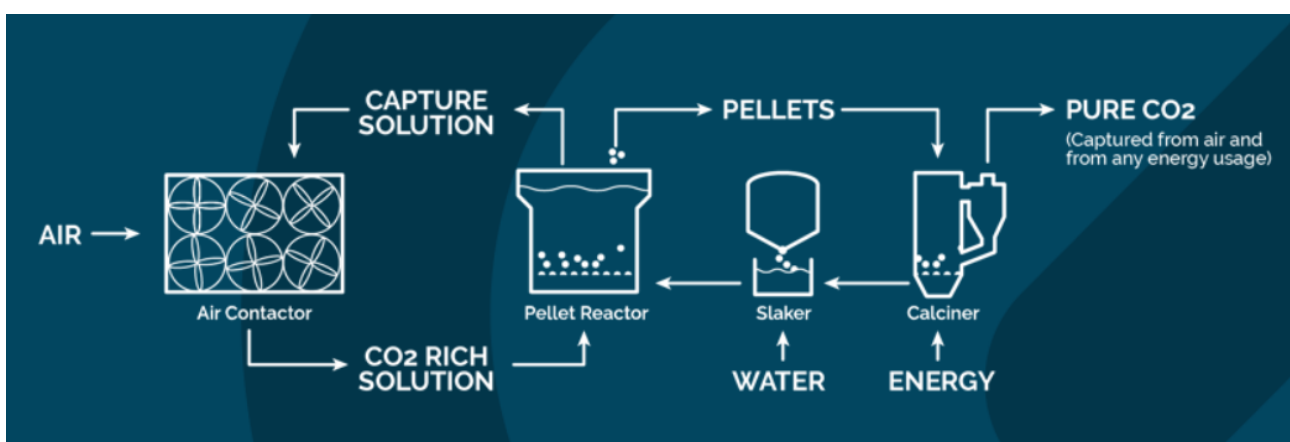 CAPTURE
SOLUTION
PELLETS
PURE CO2
(Captured from air and
from any energy usage)
AIR
Air Contactor
Pellet Reactor
Slaker
Calciner
CO2 RICH
SOLUTION
WATER
ENERGY